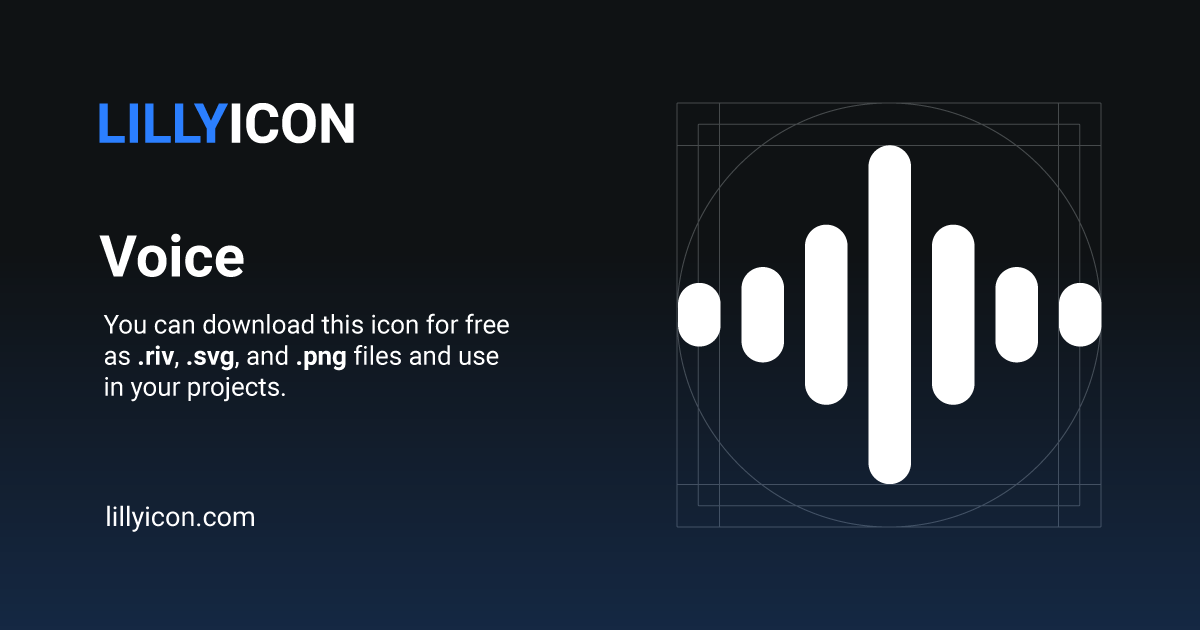 LILLYICON
Voice
You can download this icon for free
as .riv, .svg, and .png files and use
in your projects.
lillyicon.com